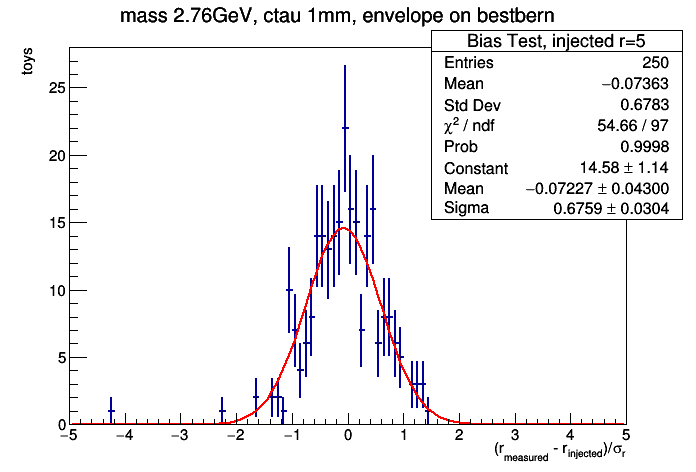 mass 2.76GeV, ctau 1mm, envelope on bestbern
Bias Test, injected r=5
Entries 250
Mean −0.07363
Std Dev 0.6783
χ² / ndf 54.66 / 97
Prob 0.9998
Constant 14.58 ± 1.14
Mean −0.07227 ± 0.04300
Sigma 0.6759 ± 0.0304
toys
25
20
15
10
5
0
−5 −4 −3 −2 −1 0 1 2 3 4 5
(r_measured - r_injected)/σ_r